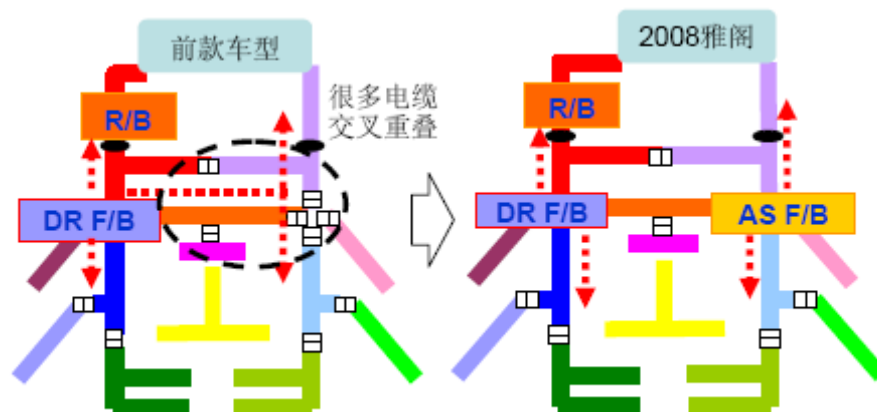 前款车型
很多电缆
交叉重叠
R/B
DR F/B
2008雅阁
R/B
DR F/B
AS F/B